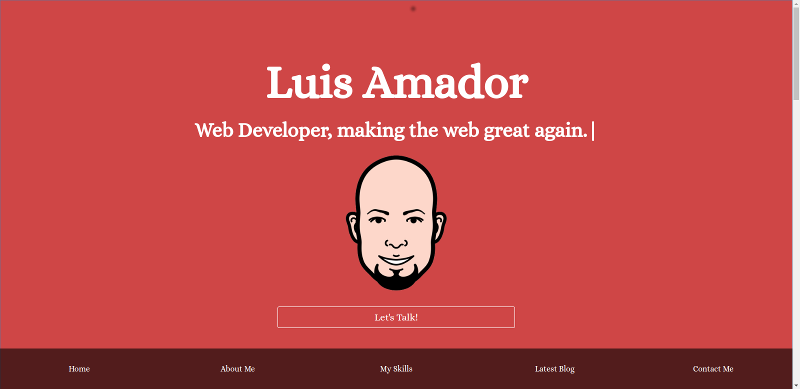 Luis Amador
Web Developer, making the web great again.
Let's Talk!
Home About Me My Skills Latest Blog Contact Me